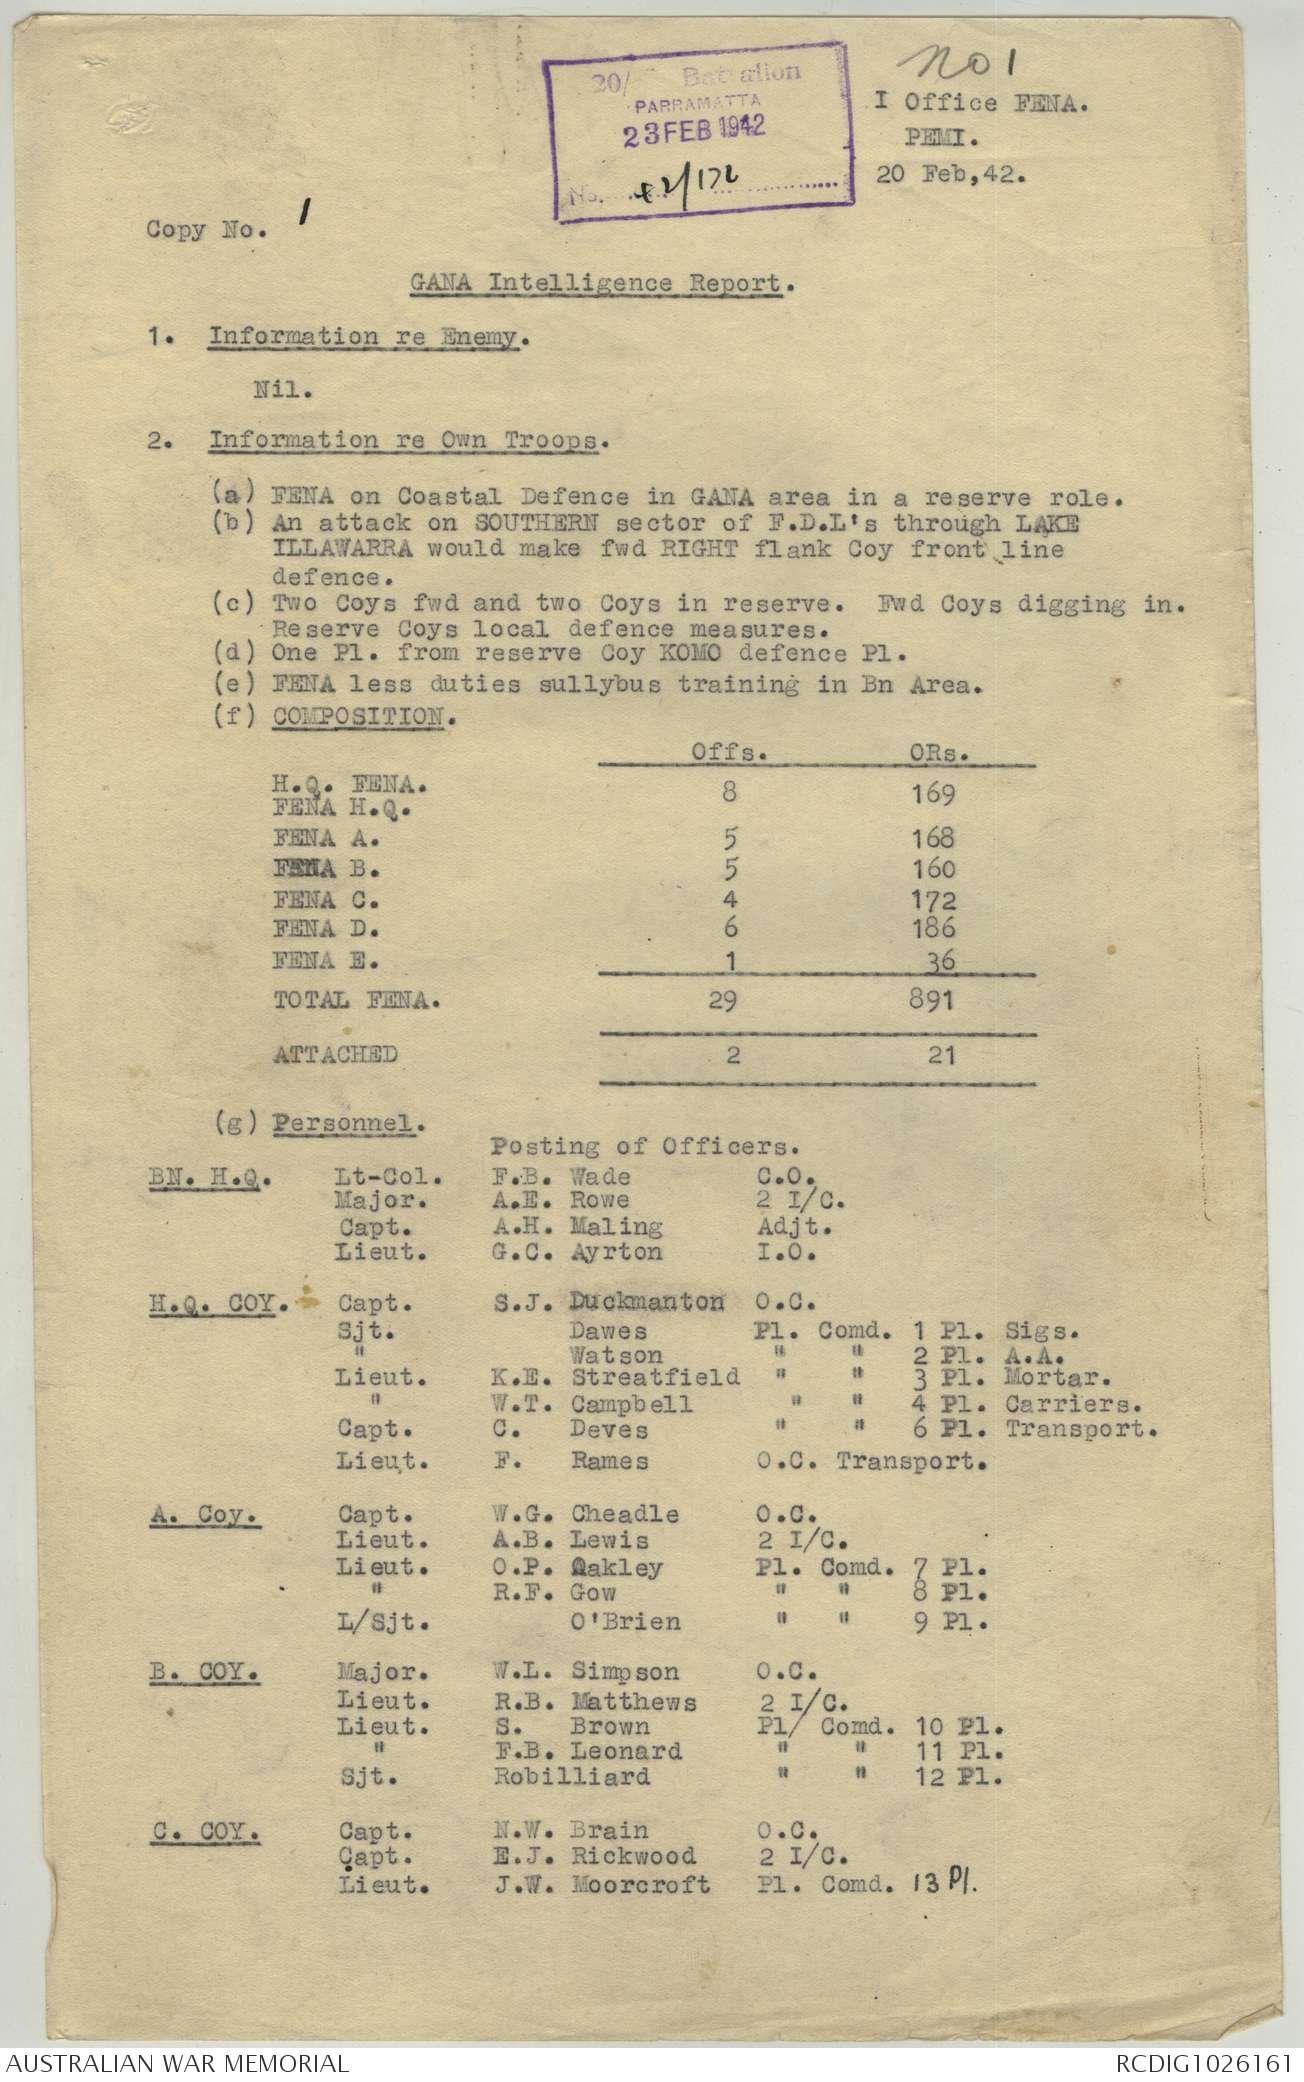 No 1
20/ Battalion
PARRAMATTA
23 FEB 1942
No. 42/172
I Office FENA.
PEMI.
20 Feb,42.
Copy No. 1
GANA Intelligence Report.
1. Information re Enemy.
Nil.
2. Information re Own Troops.
(a) FENA on Coastal Defence in GANA area in a reserve role.
(b) An attack on SOUTHERN sector of F.D.L's through LAKE
ILLAWARRA would make fwd RIGHT flank Coy front line
defence.
(c) Two Coys fwd and two Coys in reserve. Fwd Coys digging in.
Reserve Coys local defence measures.
(d) One Pl. from reserve Coy KOMO defence Pl.
(e) FENA less duties sullybus training in Bn Area.
(f) COMPOSITION.
Offs. ORs.
H.Q. FENA.
FENA H.Q. 8 169
FENA A. 5 168
FENA B. 5 160
FENA C. 4 172
FENA D. 6 186
FENA E. 1 36
TOTAL FENA. 29 891
ATTACHED 2 21
(g) Personnel.
Posting of Officers.
BN. H.Q. Lt-Col. F.B. Wade C.O.
Major. A.E. Rowe 2 I/C.
Capt. A.H. Maling Adjt.
Lieut. G.C. Ayrton I.O.
H.Q. COY. Capt. S.J. Duckmanton O.C.
Sjt. Dawes Pl. Comd. 1 Pl. Sigs.
" Watson " " 2 Pl. A.A.
Lieut. K.E. Streatfield " " 3 Pl. Mortar.
" W.T. Campbell " " 4 Pl. Carriers.
Capt. C. Deves " " 6 Pl. Transport.
Lieut. F. Rames O.C. Transport.
A. Coy. Capt. W.G. Cheadle O.C.
Lieut. A.B. Lewis 2 I/C.
Lieut. O.P. Oakley Pl. Comd. 7 Pl.
" R.F. Gow " " 8 Pl.
L/Sjt. O'Brien " " 9 Pl.
B. COY. Major. W.L. Simpson O.C.
Lieut. R.B. Matthews 2 I/C.
Lieut. S. Brown Pl/ Comd. 10 Pl.
" F.B. Leonard " " 11 Pl.
Sjt. Robilliard " " 12 Pl.
C. COY. Capt. N.W. Brain O.C.
Capt. E.J. Rickwood 2 I/C.
Lieut. J.W. Moorcroft Pl. Comd. 13 Pl.
AUSTRALIAN WAR MEMORIAL RCDIG1026161